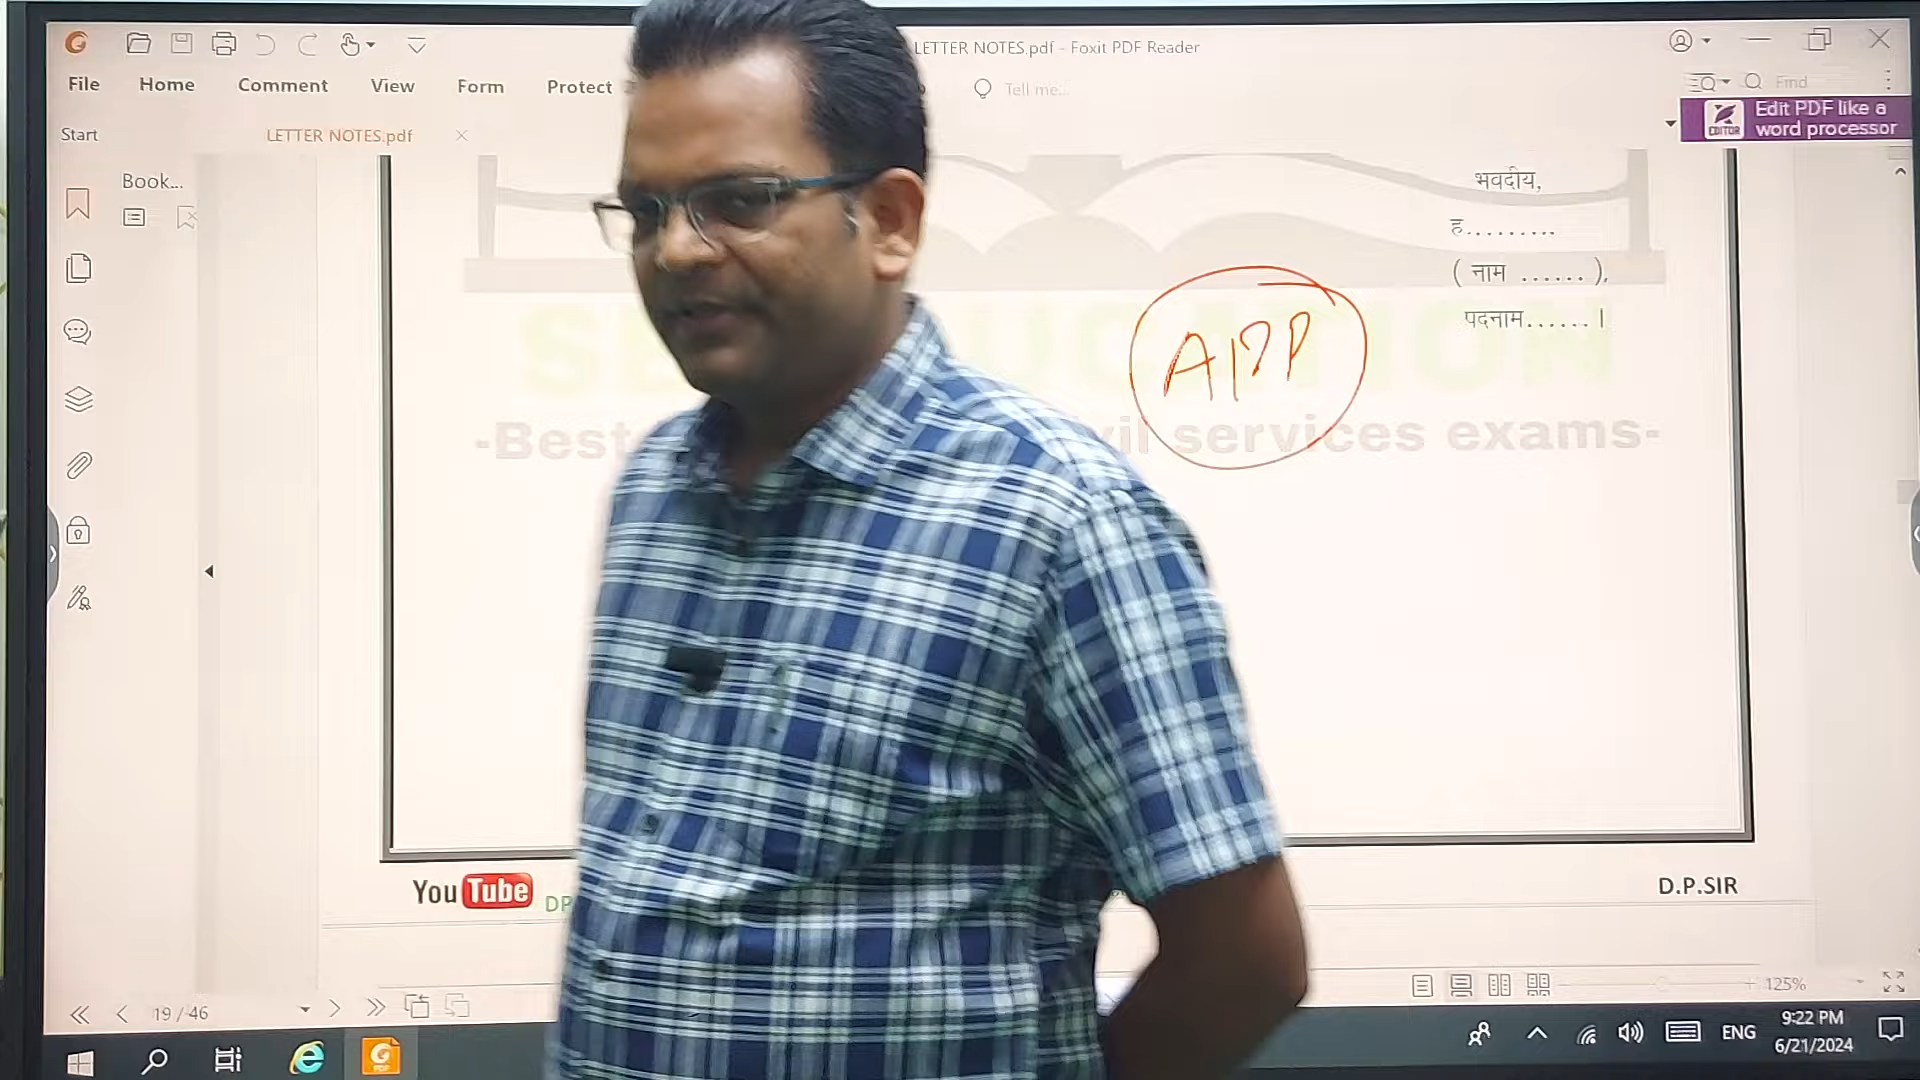 LETTER NOTES.pdf - Foxit PDF Reader
File Home Comment View Form Protect
Tell me...
Find
Edit PDF like a
word processor
EDITOR
Start
LETTER NOTES.pdf
Book...
भवदीय,
ह.........
( नाम ...... ),
पदनाम...... ।
APP
-Best
services exams-
YouTube
DP
D.P.SIR
19 / 46
125%
ENG
9:22 PM
6/21/2024